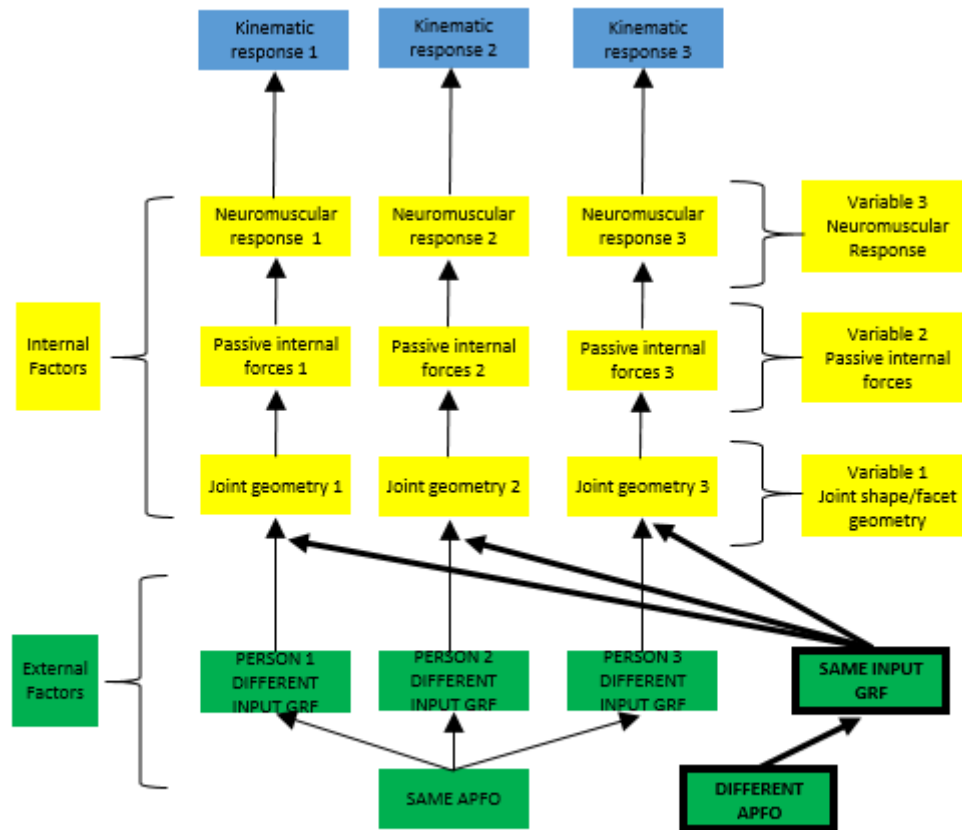 Kinematic
response 1
Kinematic
response 2
Kinematic
response 3
Neuromuscular
response 1
Neuromuscular
response 2
Neuromuscular
response 3
Variable 3
Neuromuscular
Response
Internal
Factors
Passive internal
forces 1
Passive internal
forces 2
Passive internal
forces 3
Variable 2
Passive internal
forces
Joint geometry 1
Joint geometry 2
Joint geometry 3
Variable 1
Joint shape/facet
geometry
External
Factors
PERSON 1
DIFFERENT
INPUT GRF
PERSON 2
DIFFERENT
INPUT GRF
PERSON 3
DIFFERENT
INPUT GRF
SAME INPUT
GRF
SAME APFO
DIFFERENT
APFO